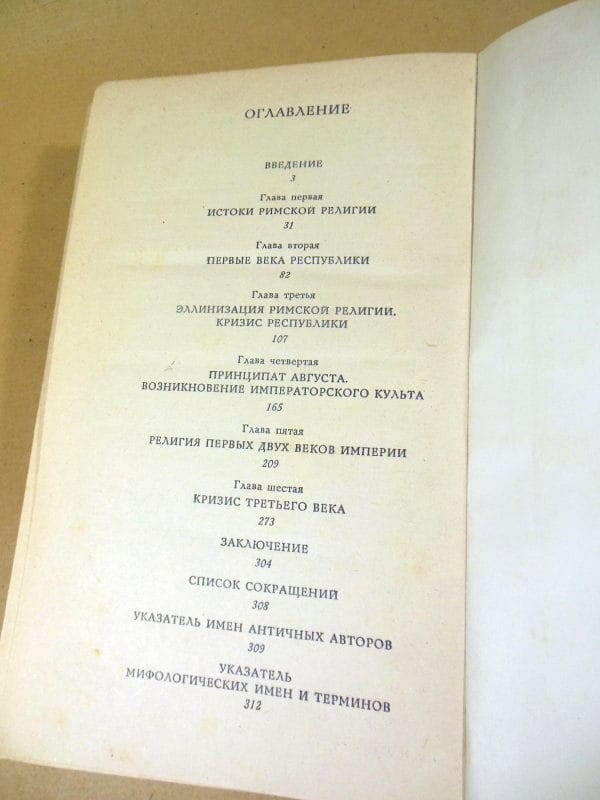 ОГЛАВЛЕНИЕ
ВВЕДЕНИЕ
3
Глава первая
ИСТОКИ РИМСКОЙ РЕЛИГИИ
31
Глава вторая
ПЕРВЫЕ ВЕКА РЕСПУБЛИКИ
82
Глава третья
ЭЛЛИНИЗАЦИЯ РИМСКОЙ РЕЛИГИИ.
КРИЗИС РЕСПУБЛИКИ
107
Глава четвертая
ПРИНЦИПАТ АВГУСТА.
ВОЗНИКНОВЕНИЕ ИМПЕРАТОРСКОГО КУЛЬТА
165
Глава пятая
РЕЛИГИЯ ПЕРВЫХ ДВУХ ВЕКОВ ИМПЕРИИ
209
Глава шестая
КРИЗИС ТРЕТЬЕГО ВЕКА
273
ЗАКЛЮЧЕНИЕ
304
СПИСОК СОКРАЩЕНИЙ
308
УКАЗАТЕЛЬ ИМЕН АНТИЧНЫХ АВТОРОВ
309
УКАЗАТЕЛЬ
МИФОЛОГИЧЕСКИХ ИМЕН И ТЕРМИНОВ
312